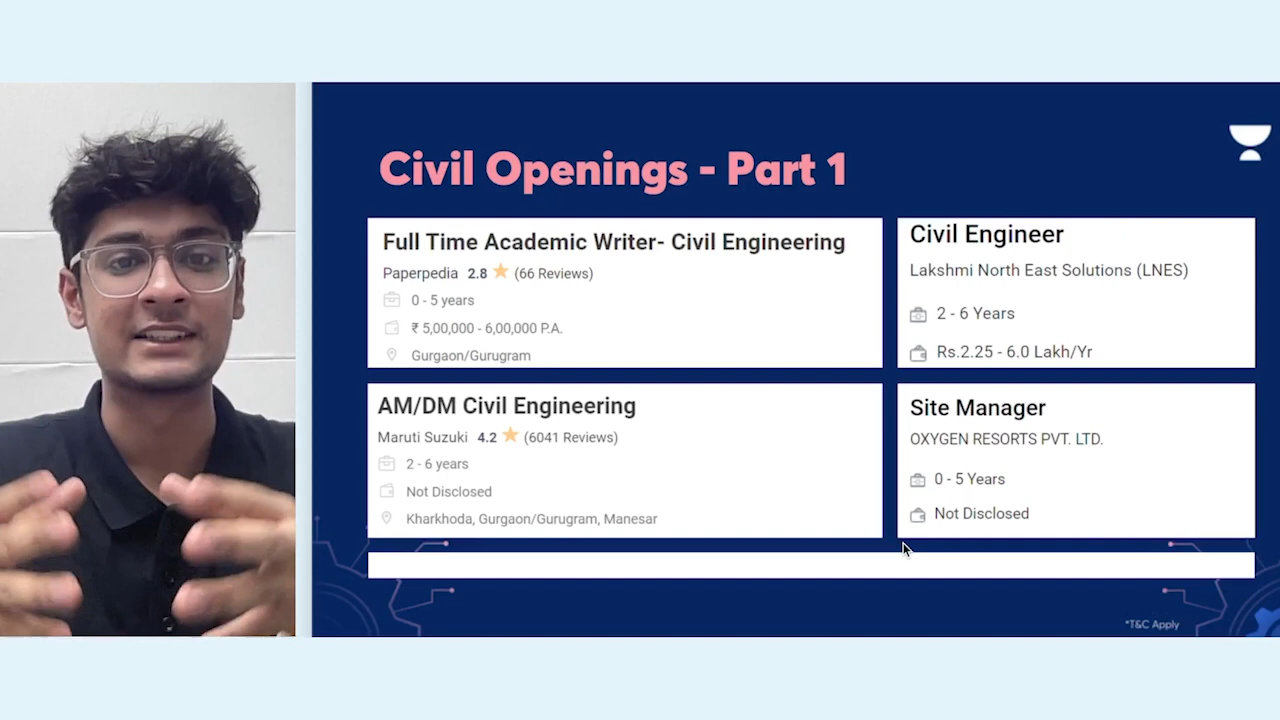 Civil Openings - Part 1
Full Time Academic Writer- Civil Engineering
Paperpedia 2.8 (66 Reviews)
0 - 5 years
₹ 5,00,000 - 6,00,000 P.A.
Gurgaon/Gurugram
Civil Engineer
Lakshmi North East Solutions (LNES)
2 - 6 Years
Rs.2.25 - 6.0 Lakh/Yr
AM/DM Civil Engineering
Maruti Suzuki 4.2 (6041 Reviews)
2 - 6 years
Not Disclosed
Kharkhoda, Gurgaon/Gurugram, Manesar
Site Manager
OXYGEN RESORTS PVT. LTD.
0 - 5 Years
Not Disclosed
*T&C Apply